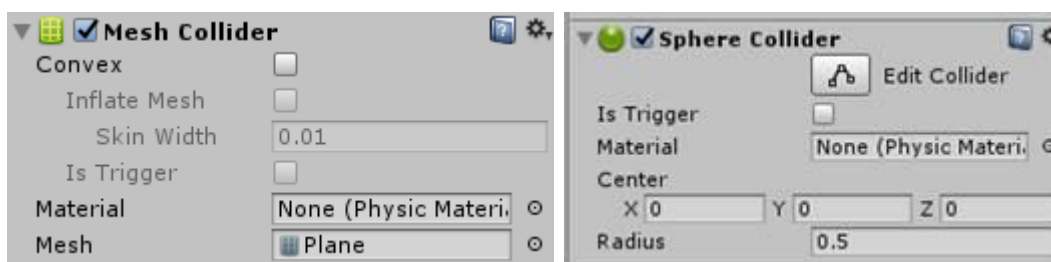 Mesh Collider
Convex
Inflate Mesh
Skin Width 0.01
Is Trigger
Material None (Physic Materi
Mesh Plane
Sphere Collider
Edit Collider
Is Trigger
Material None (Physic Materi
Center
X 0 Y 0 Z 0
Radius 0.5